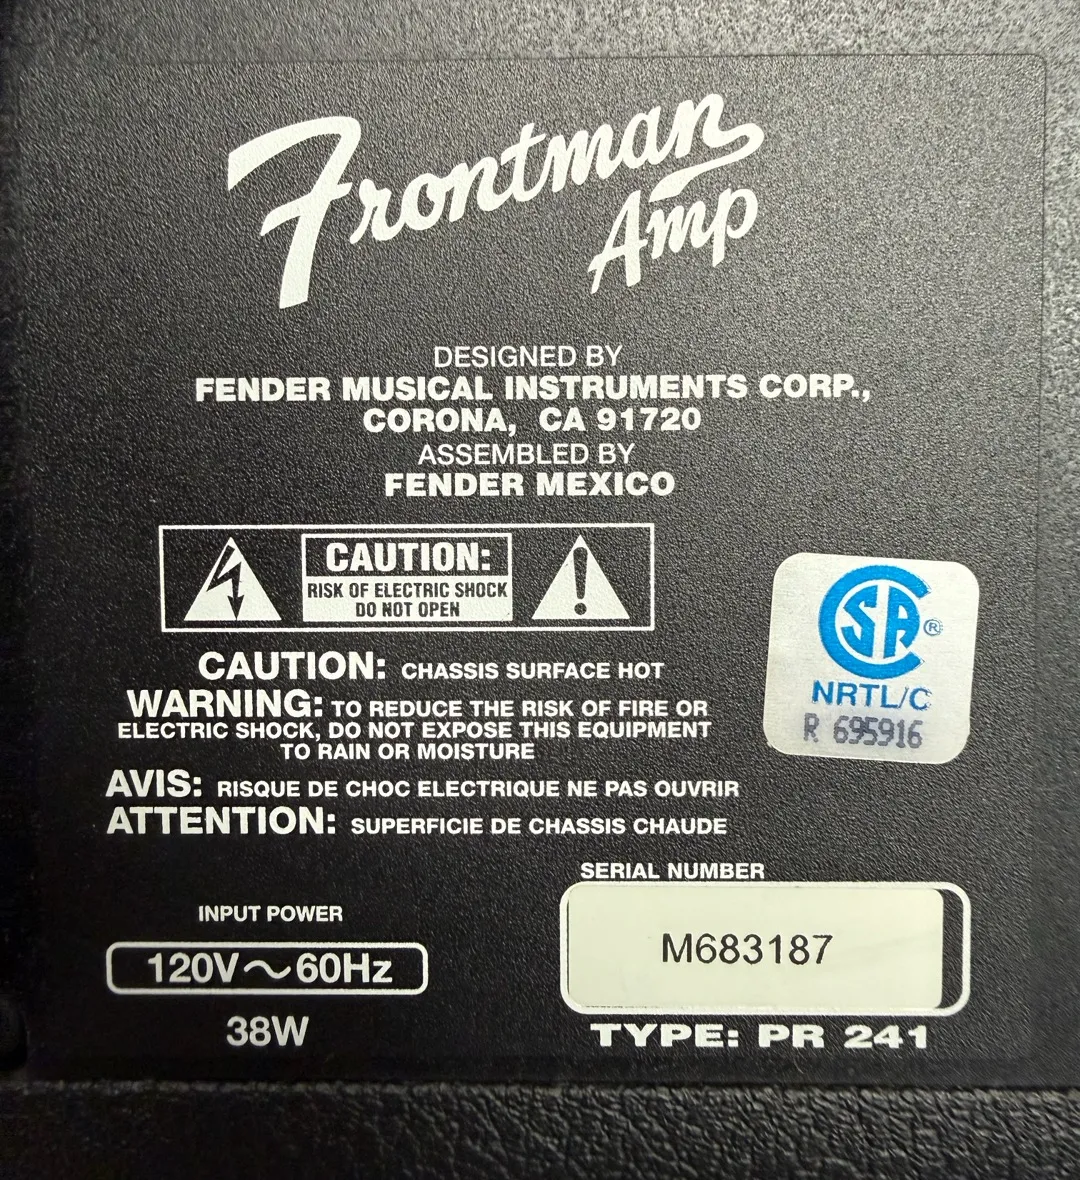 Frontman
Amp
DESIGNED BY
FENDER MUSICAL INSTRUMENTS CORP.,
CORONA, CA 91720
ASSEMBLED BY
FENDER MEXICO
CAUTION:
RISK OF ELECTRIC SHOCK
DO NOT OPEN
CAUTION: CHASSIS SURFACE HOT
WARNING: TO REDUCE THE RISK OF FIRE OR
ELECTRIC SHOCK, DO NOT EXPOSE THIS EQUIPMENT
TO RAIN OR MOISTURE
AVIS: RISQUE DE CHOC ELECTRIQUE NE PAS OUVRIR
ATTENTION: SUPERFICIE DE CHASSIS CHAUDE
CSA ®
NRTL/C
R 695916
INPUT POWER
120V~60Hz
38W
SERIAL NUMBER
M683187
TYPE: PR 241